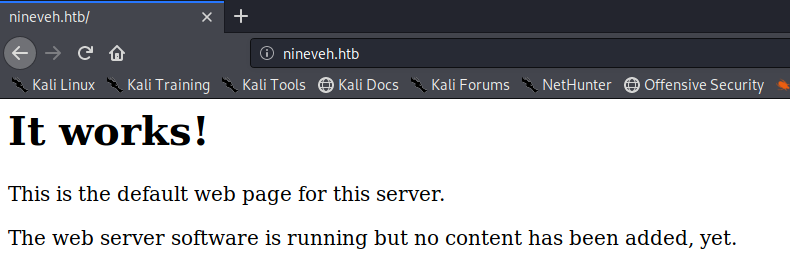 nineveh.htb/
nineveh.htb
Kali Linux Kali Training Kali Tools Kali Docs Kali Forums NetHunter Offensive Security
It works!
This is the default web page for this server.
The web server software is running but no content has been added, yet.